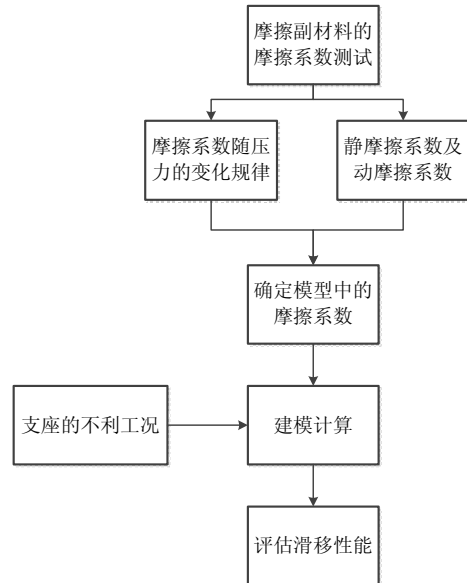 摩擦副材料的
摩擦系数测试
摩擦系数随压
力的变化规律
静摩擦系数及
动摩擦系数
确定模型中的
摩擦系数
支座的不利工况
建模计算
评估滑移性能